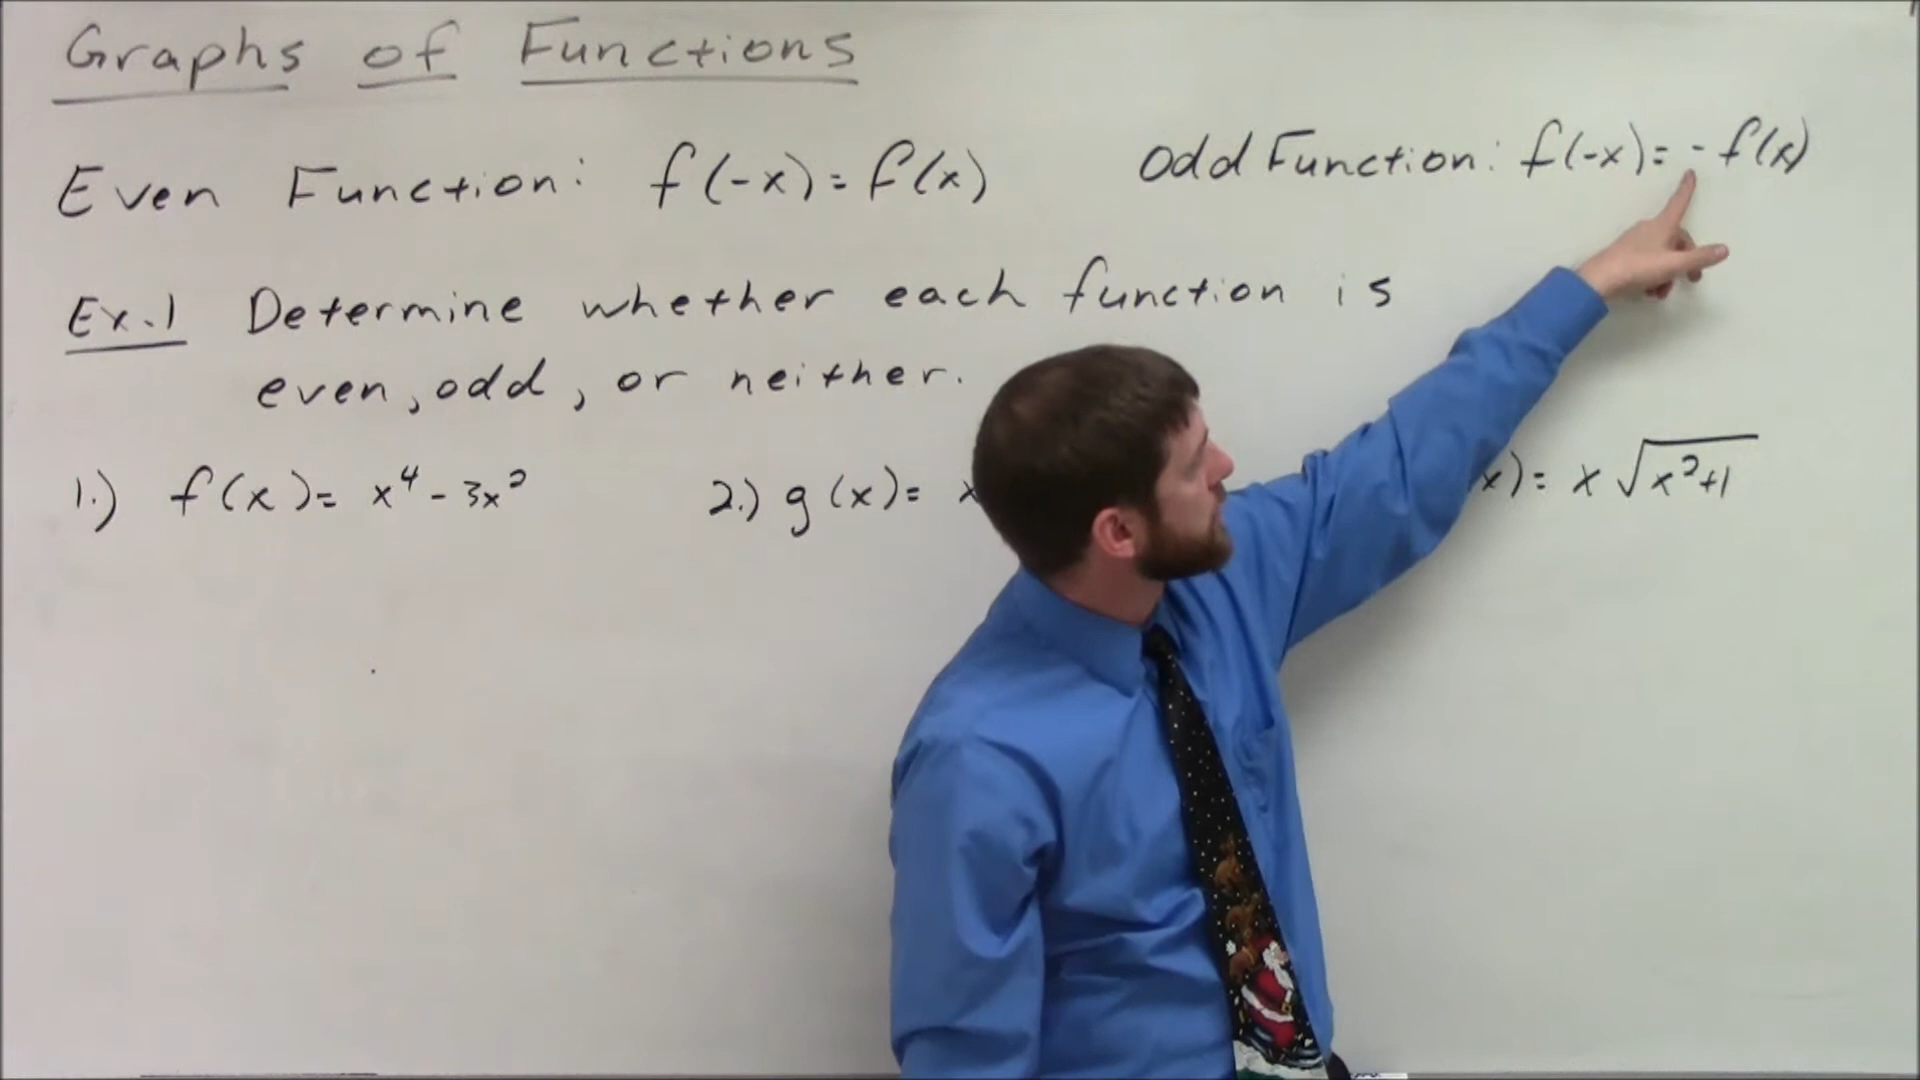 Graphs of Functions
Even Function: f(-x)=f(x)
Odd Function: f(-x)=-f(x)
Ex.1 Determine whether each function is
even, odd, or neither.
1.) f(x)= x⁴-3x²
2.) g(x)=
x)= x√x²+1